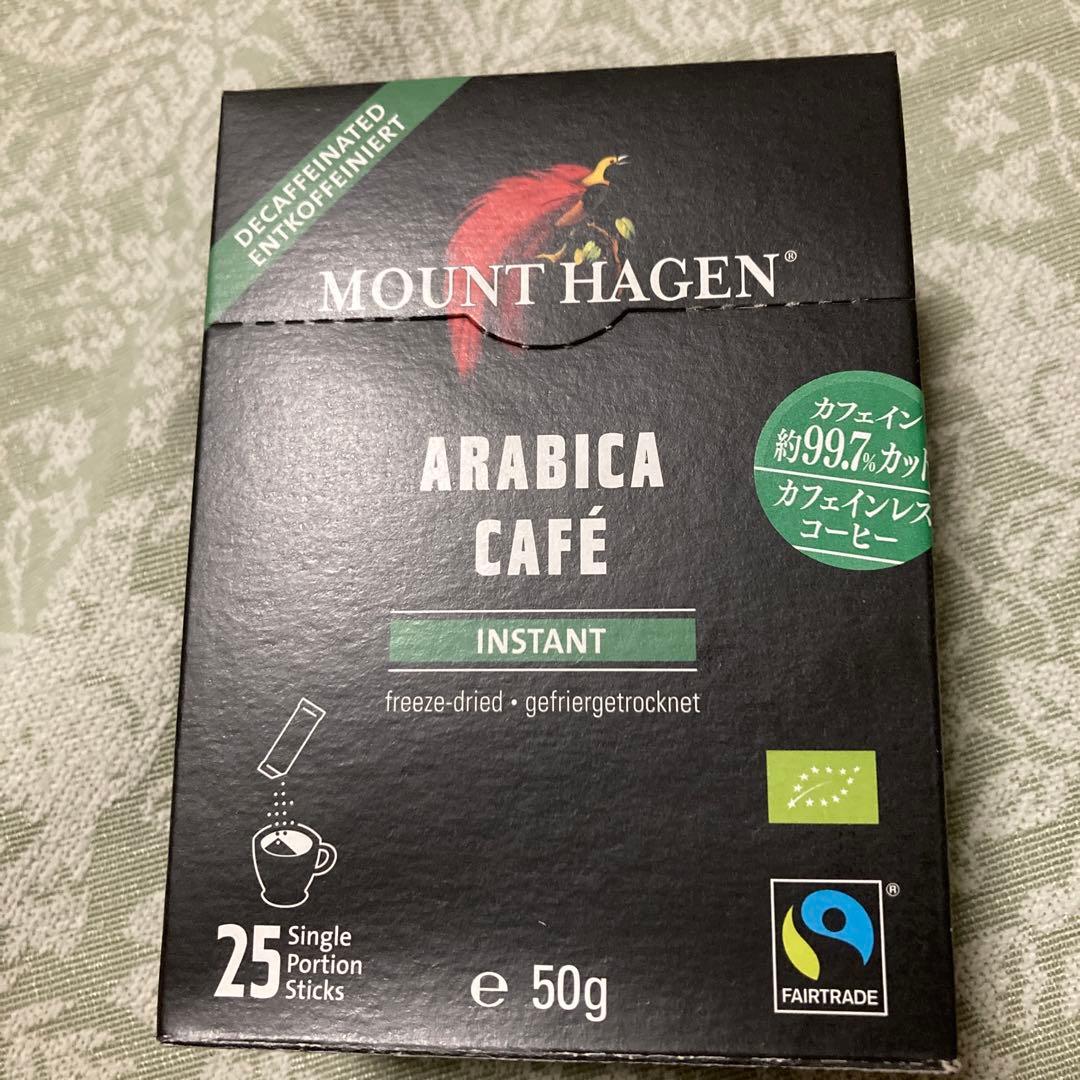 DECAFFEINATED
ENTKOFFEINIERT
MOUNT HAGEN®
カフェイン
約99.7%カット
カフェインレス
コーヒー
ARABICA
CAFÉ
INSTANT
freeze-dried • gefriergetrocknet
25 Single
Portion
Sticks
℮ 50g
FAIRTRADE
®